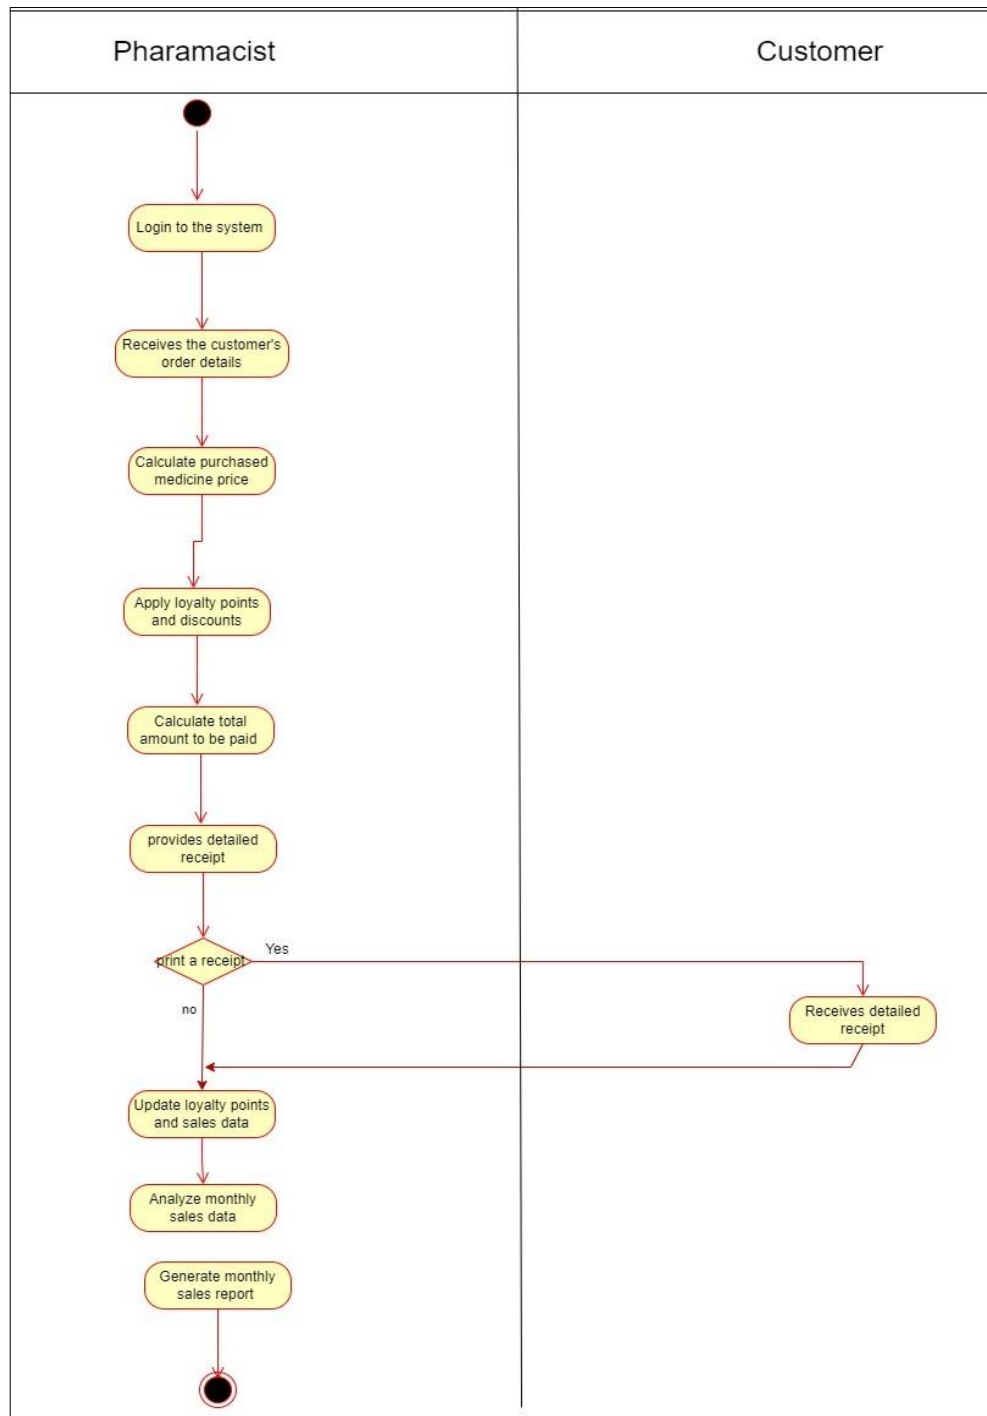 Pharamacist
Customer
Login to the system
Receives the customer's
order details
Calculate purchased
medicine price
Apply loyalty points
and discounts
Calculate total
amount to be paid
provides detailed
receipt
print a receipt
Yes
no
Receives detailed
receipt
Update loyalty points
and sales data
Analyze monthly
sales data
Generate monthly
sales report